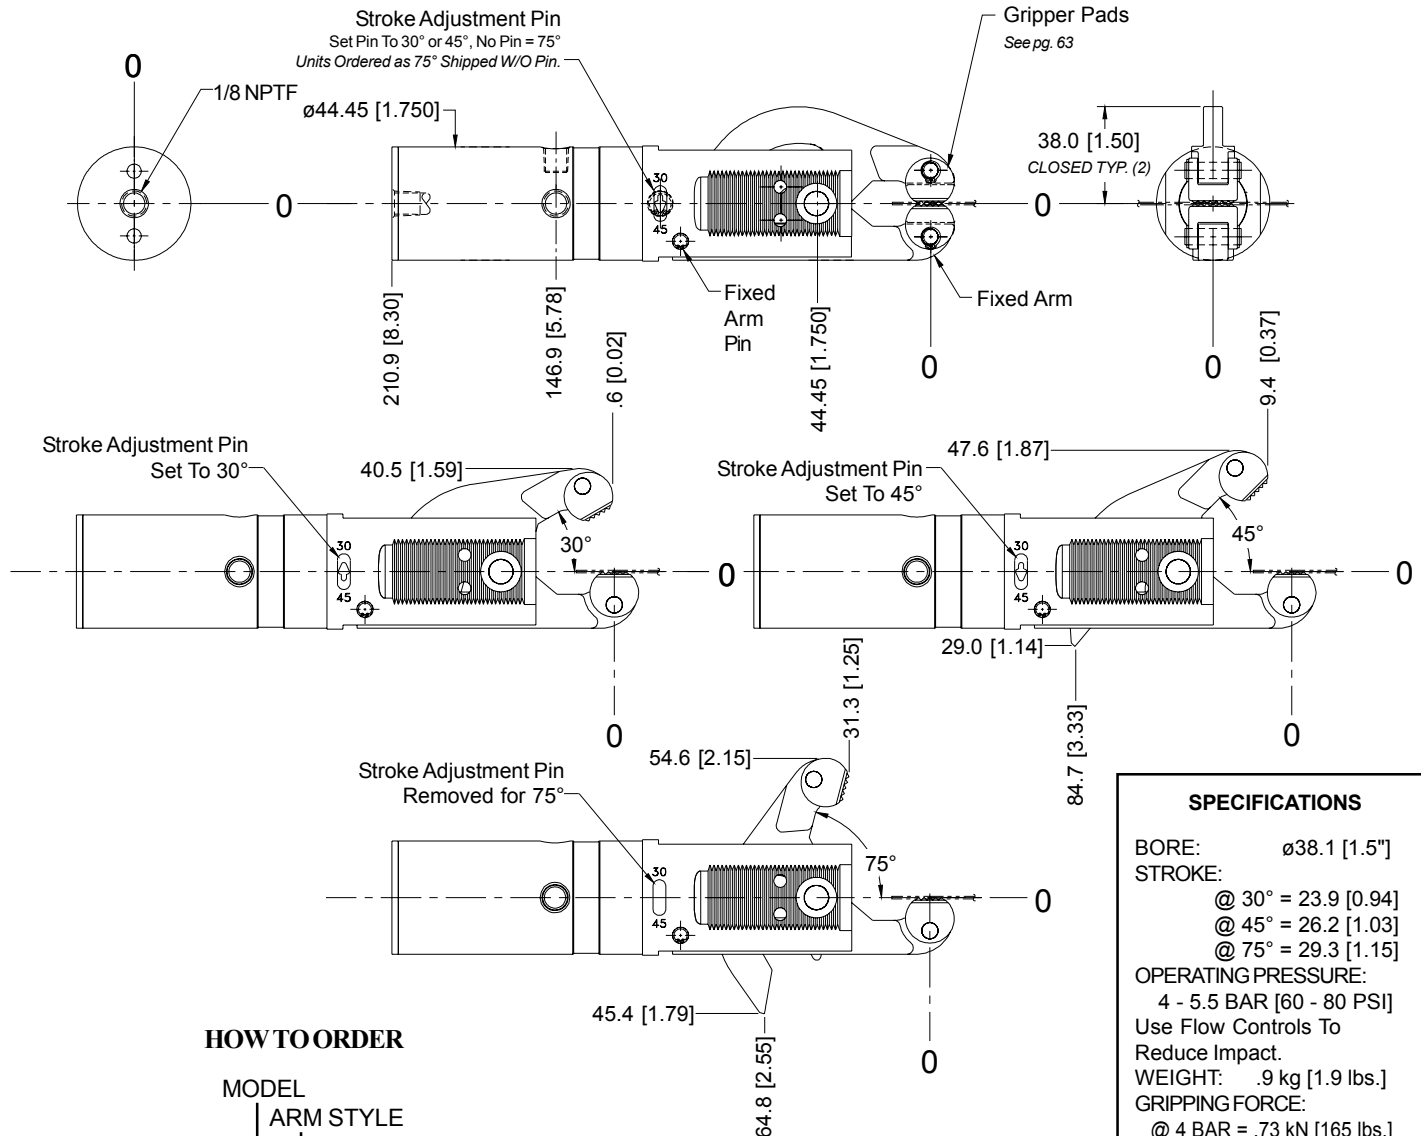 Stroke Adjustment Pin
Set Pin To 30° or 45°, No Pin = 75°
Units Ordered as 75° Shipped W/O Pin.
Gripper Pads
See pg. 63
0
1/8 NPTF
ø44.45 [1.750]
38.0 [1.50]
CLOSED TYP. (2)
30
45
0
0
Fixed
Arm
Pin
Fixed Arm
210.9 [8.30]
146.9 [5.78]
.6 [0.02]
44.45 [1.750]
0
0
9.4 [0.37]
Stroke Adjustment Pin
Set To 30°
40.5 [1.59]
30°
30
45
0
0
Stroke Adjustment Pin
Set To 45°
47.6 [1.87]
45°
30
45
0
29.0 [1.14]
84.7 [3.33]
0
31.3 [1.25]
54.6 [2.15]
Stroke Adjustment Pin
Removed for 75°
75°
30
45
0
45.4 [1.79]
64.8 [2.55]
0
HOW TO ORDER
MODEL
ARM STYLE
SPECIFICATIONS
BORE: ø38.1 [1.5"]
STROKE:
@ 30° = 23.9 [0.94]
@ 45° = 26.2 [1.03]
@ 75° = 29.3 [1.15]
OPERATING PRESSURE:
4 - 5.5 BAR [60 - 80 PSI]
Use Flow Controls To
Reduce Impact.
WEIGHT: .9 kg [1.9 lbs.]
GRIPPING FORCE:
@ 4 BAR = .73 kN [165 lbs.]